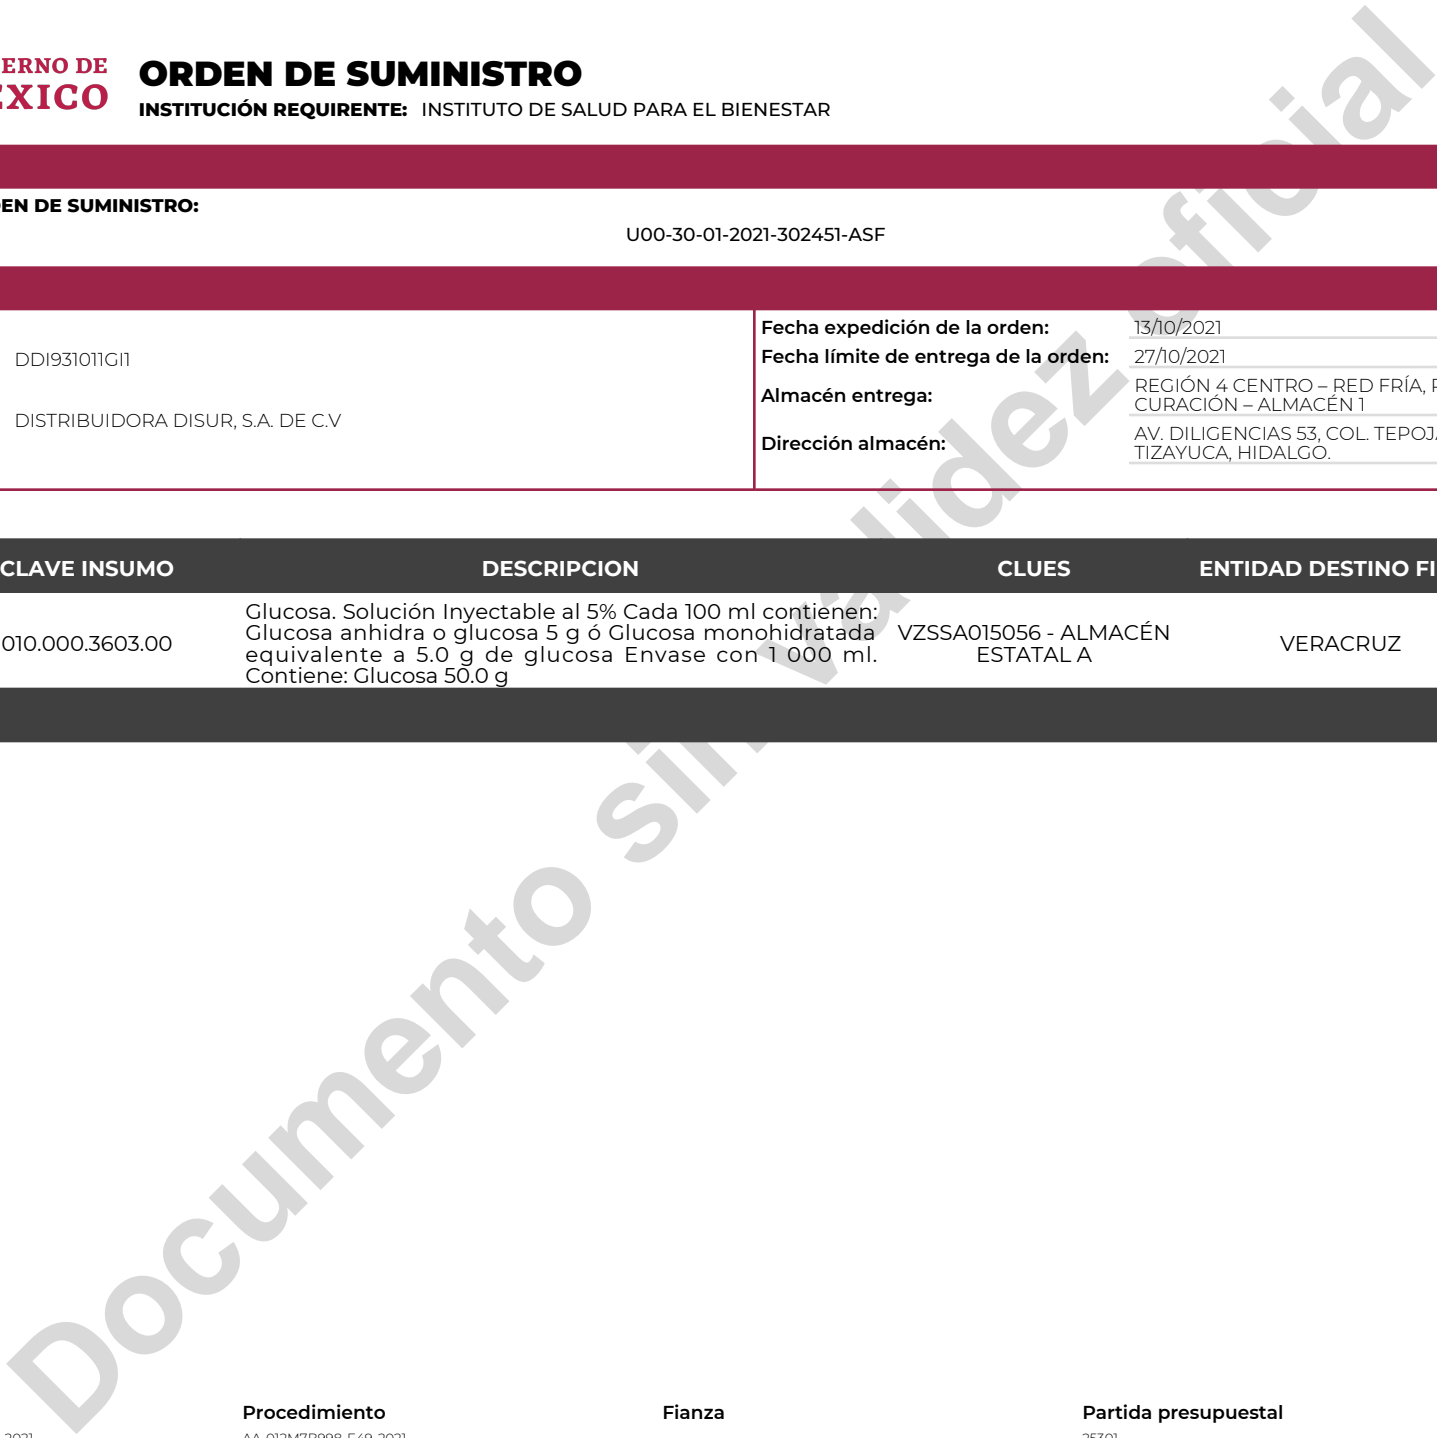 ERNO DE
ORDEN DE SUMINISTRO
INSTITUCIÓN REQUIRENTE: INSTITUTO DE SALUD PARA EL BIENESTAR
EN DE SUMINISTRO:
U00-30-01-2021-302451-ASF
DDI931011GI1
DISTRIBUIDORA DISUR, S.A. DE C.V
Fecha expedición de la orden: 13/10/2021
Fecha límite de entrega de la orden: 27/10/2021
Almacén entrega: REGIÓN 4 CENTRO – RED FRÍA,
CURACIÓN – ALMACÉN 1
Dirección almacén: AV. DILIGENCIAS 53, COL.
TIZAYUCA, HIDALGO.
CLAVE INSUMO DESCRIPCION CLUES ENTIDAD DESTINO
010.000.3603.00
Glucosa. Solución Inyectable al 5% Cada 100 ml contienen:
Glucosa anhidra o glucosa 5 g ó Glucosa monohidratada
equivalente a 5.0 g de glucosa Envase con 1 000 ml.
Contiene: Glucosa 50.0 g
VZSSA015056 - ALMACÉN
ESTATAL A
VERACRUZ
Documento sin validez oficial
Procedimiento Fianza Partida presupuestal